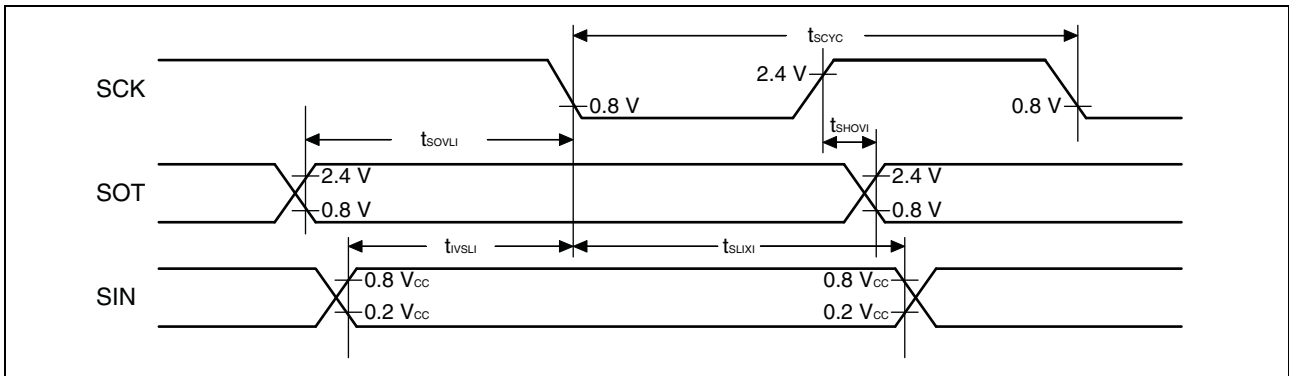 tSCYC
SCK
2.4 V
0.8 V
0.8 V
tSHOVI
tSOVLI
SOT
2.4 V
0.8 V
2.4 V
0.8 V
tIVSLI
tSLIXI
SIN
0.8 VCC
0.2 VCC
0.8 VCC
0.2 VCC